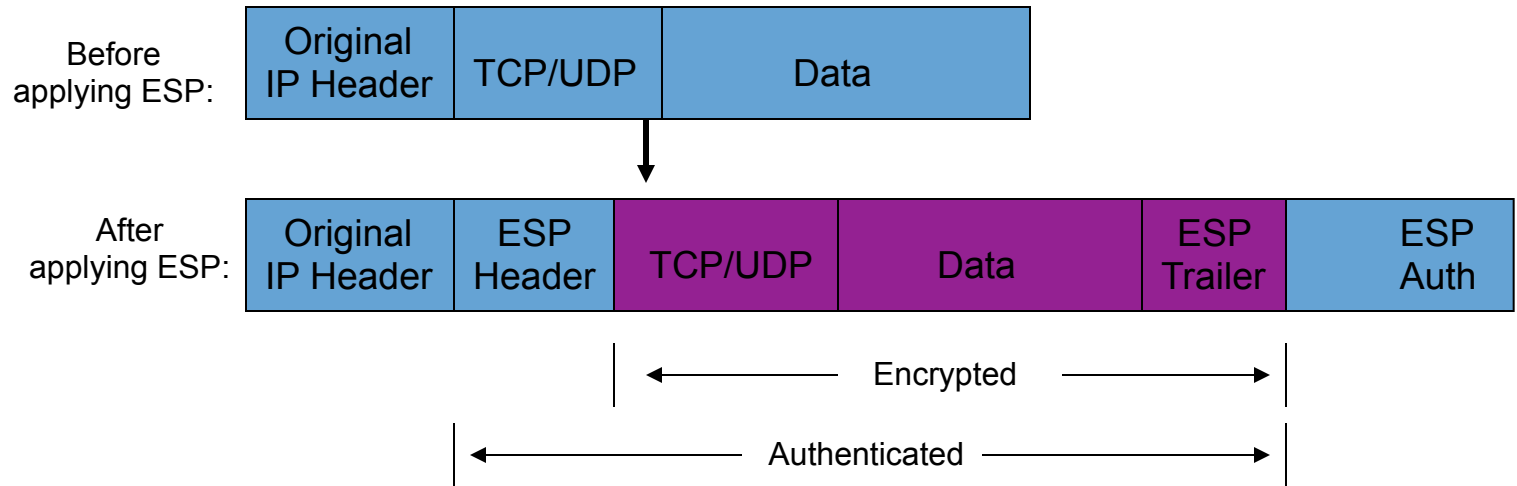 Before
applying ESP:
Original
IP Header
TCP/UDP
Data
After
applying ESP:
Original
IP Header
ESP
Header
TCP/UDP
Data
ESP
Trailer
ESP
Auth
Encrypted
Authenticated